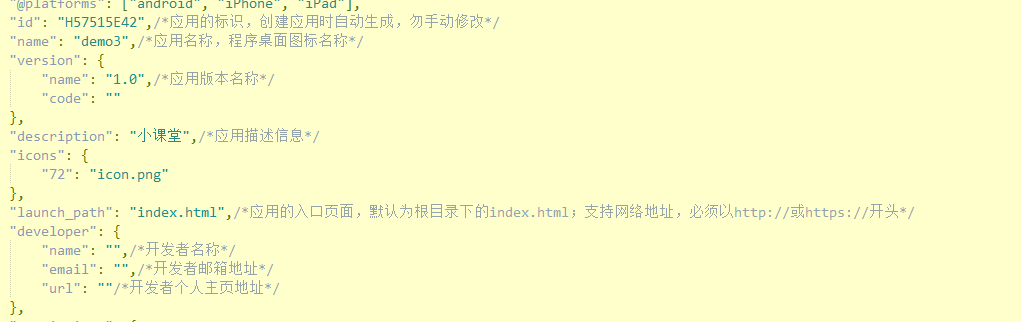 "@platforms": ["android", "iPhone", "iPad"],
"id": "H57515E42",/*应用的标识，创建应用时自动生成，勿手动修改*/
"name": "demo3",/*应用名称，程序桌面图标名称*/
"version": {
"name": "1.0",/*应用版本名称*/
"code": ""
},
"description": "小课堂",/*应用描述信息*/
"icons": {
"72": "icon.png"
},
"launch_path": "index.html",/*应用的入口页面，默认为根目录下的index.html；支持网络地址，必须以http://或https://开头*/
"developer": {
"name": "",/*开发者名称*/
"email": "",/*开发者邮箱地址*/
"url": ""/*开发者个人主页地址*/
},